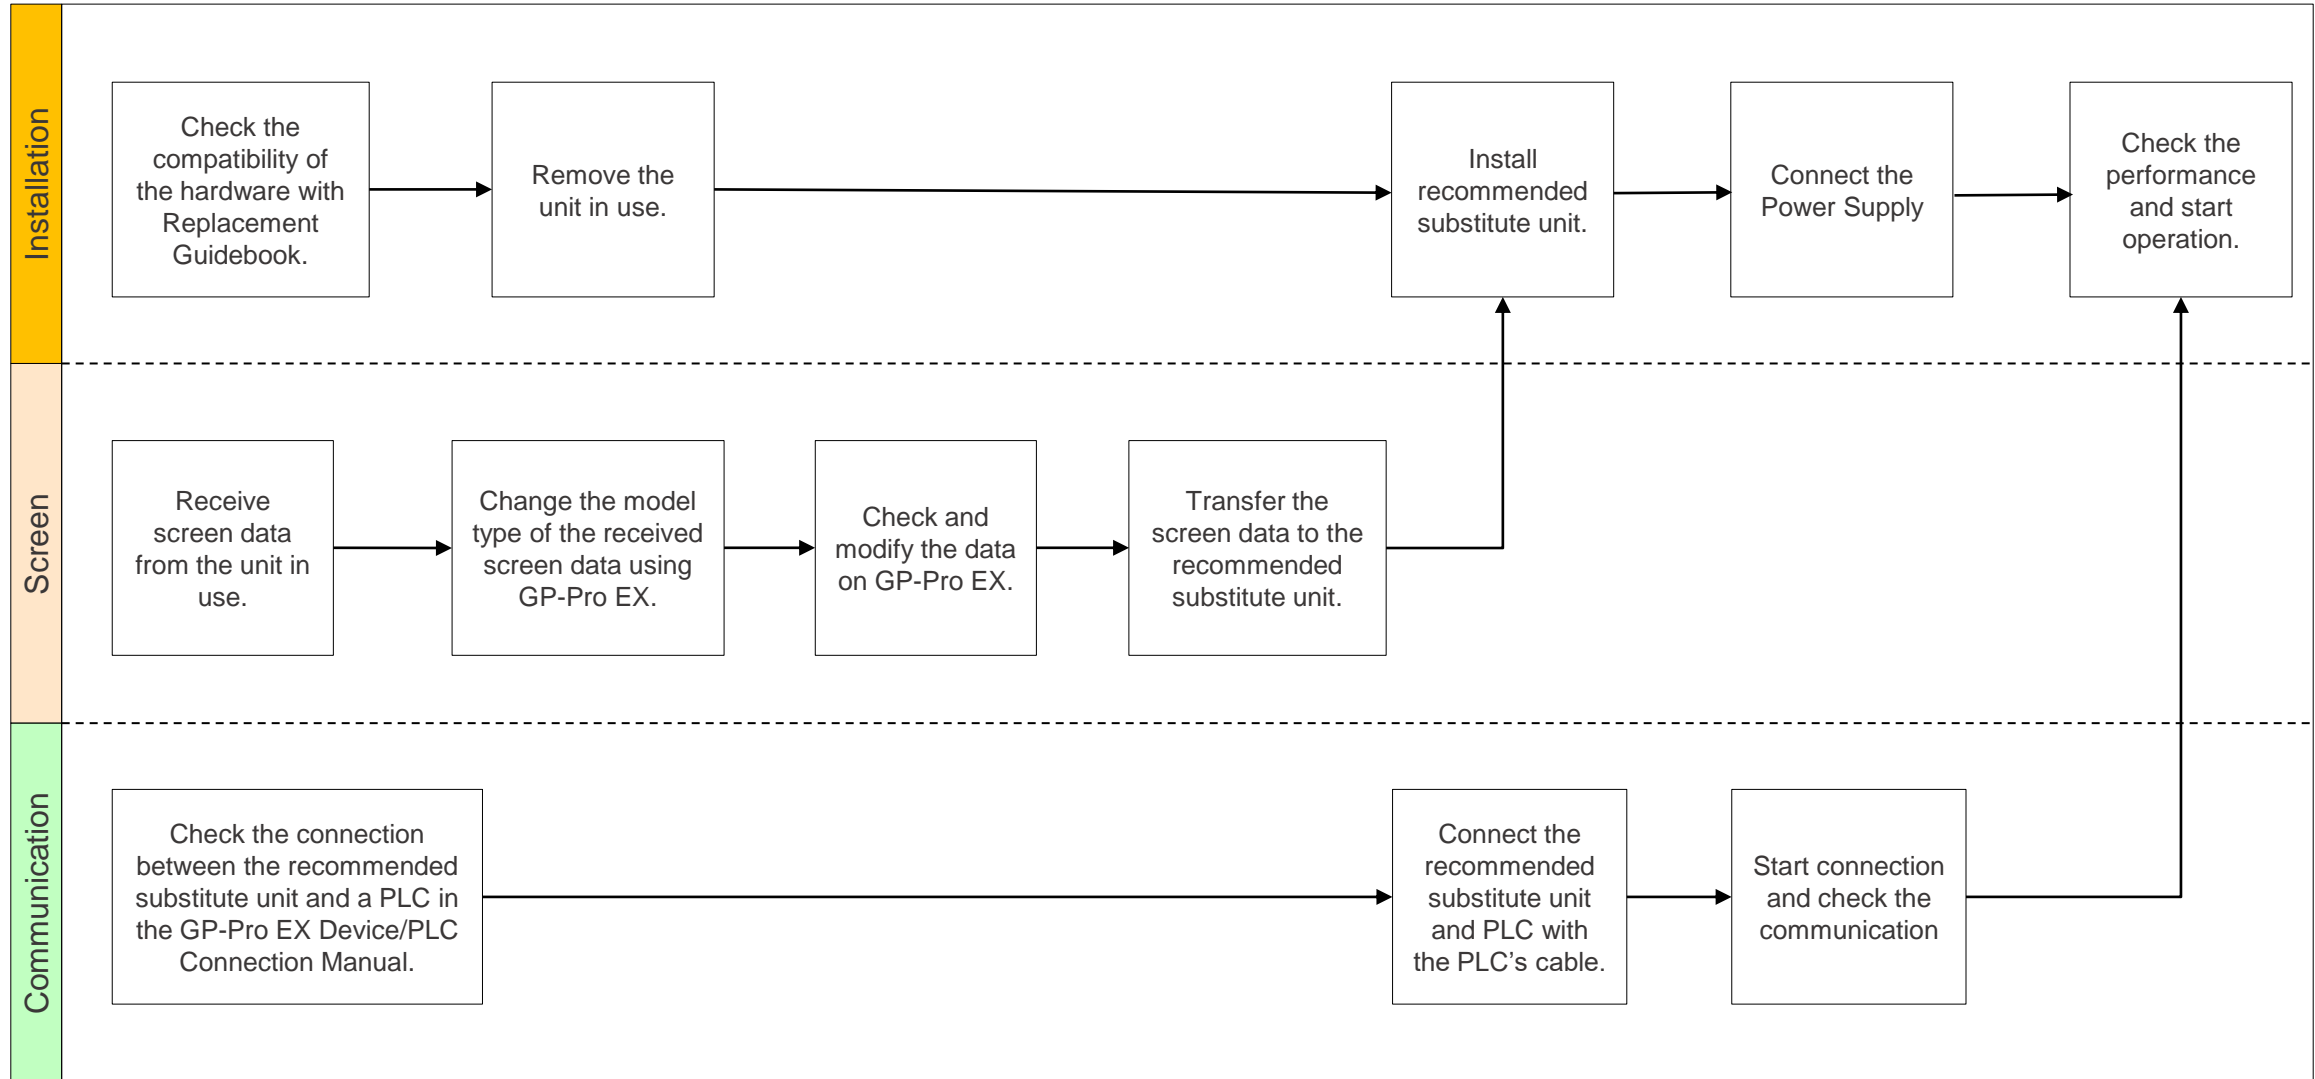 Installation
Check the
compatibility of
the hardware with
Replacement
Guidebook.
Remove the
unit in use.
Install
recommended
substitute unit.
Connect the
Power Supply
Check the
performance
and start
operation.
Screen
Receive
screen data
from the unit in
use.
Change the model
type of the received
screen data using
GP-Pro EX.
Check and
modify the data
on GP-Pro EX.
Transfer the
screen data to the
recommended
substitute unit.
Communication
Check the connection
between the recommended
substitute unit and a PLC in
the GP-Pro EX Device/PLC
Connection Manual.
Connect the
recommended
substitute unit
and PLC with
the PLC’s cable.
Start connection
and check the
communication